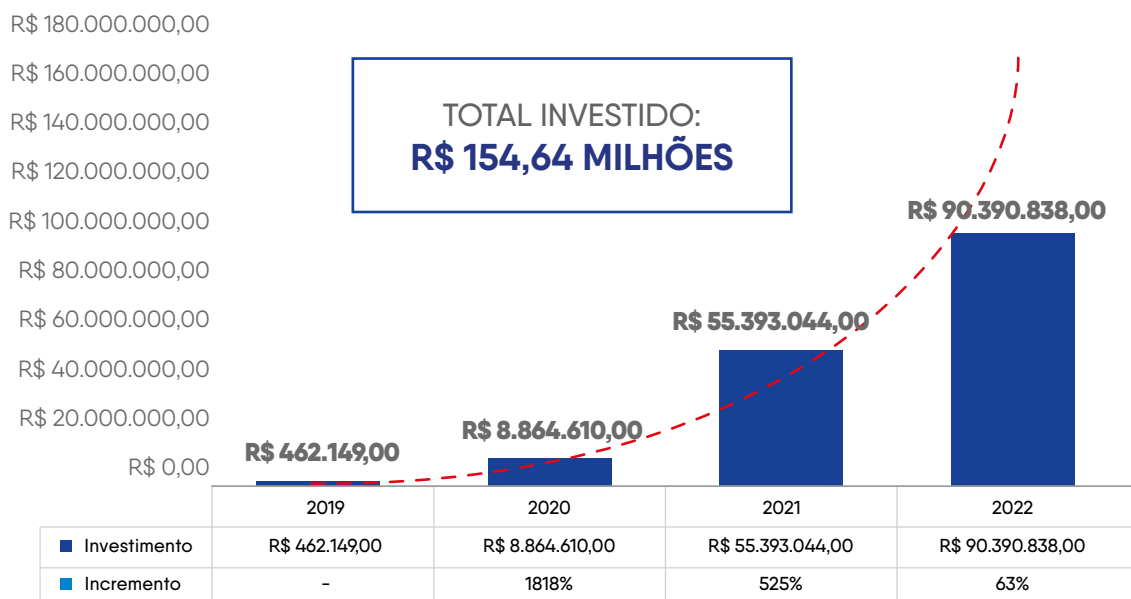 R$ 180.000.000,00
R$ 160.000.000,00
R$ 140.000.000,00
R$ 120.000.000,00
R$ 100.000.000,00
R$ 80.000.000,00
R$ 60.000.000,00
R$ 40.000.000,00
R$ 20.000.000,00
R$ 0,00
TOTAL INVESTIDO:
R$ 154,64 MILHÕES
R$ 462.149,00
R$ 8.864.610,00
R$ 55.393.044,00
R$ 90.390.838,00
2019 2020 2021 2022
Investimento R$ 462.149,00 R$ 8.864.610,00 R$ 55.393.044,00 R$ 90.390.838,00
Incremento - 1818% 525% 63%